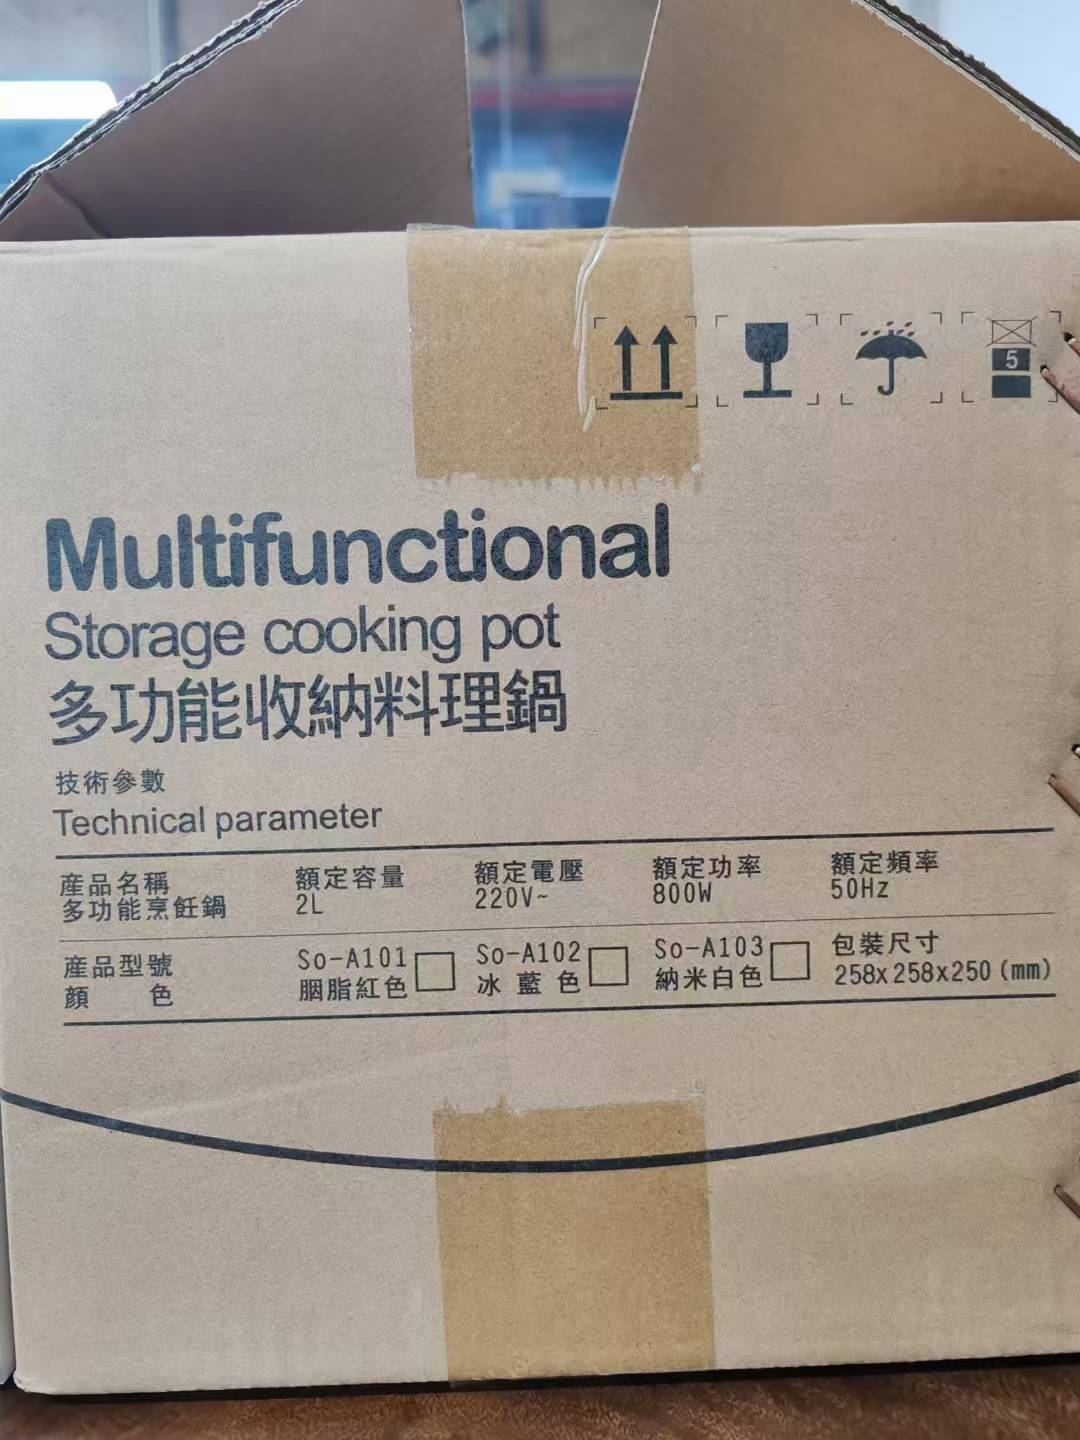 5
Multifunctional
Storage cooking pot
多功能收納料理鍋
技術參數
Technical parameter
産品名稱 額定容量 額定電壓 額定功率 額定頻率
多功能烹飪鍋 2L 220V~ 800W 50Hz
産品型號 So-A101 So-A102 So-A103 包裝尺寸
顔 色 胭脂紅色 冰藍色 納米白色 258x258x250(mm)